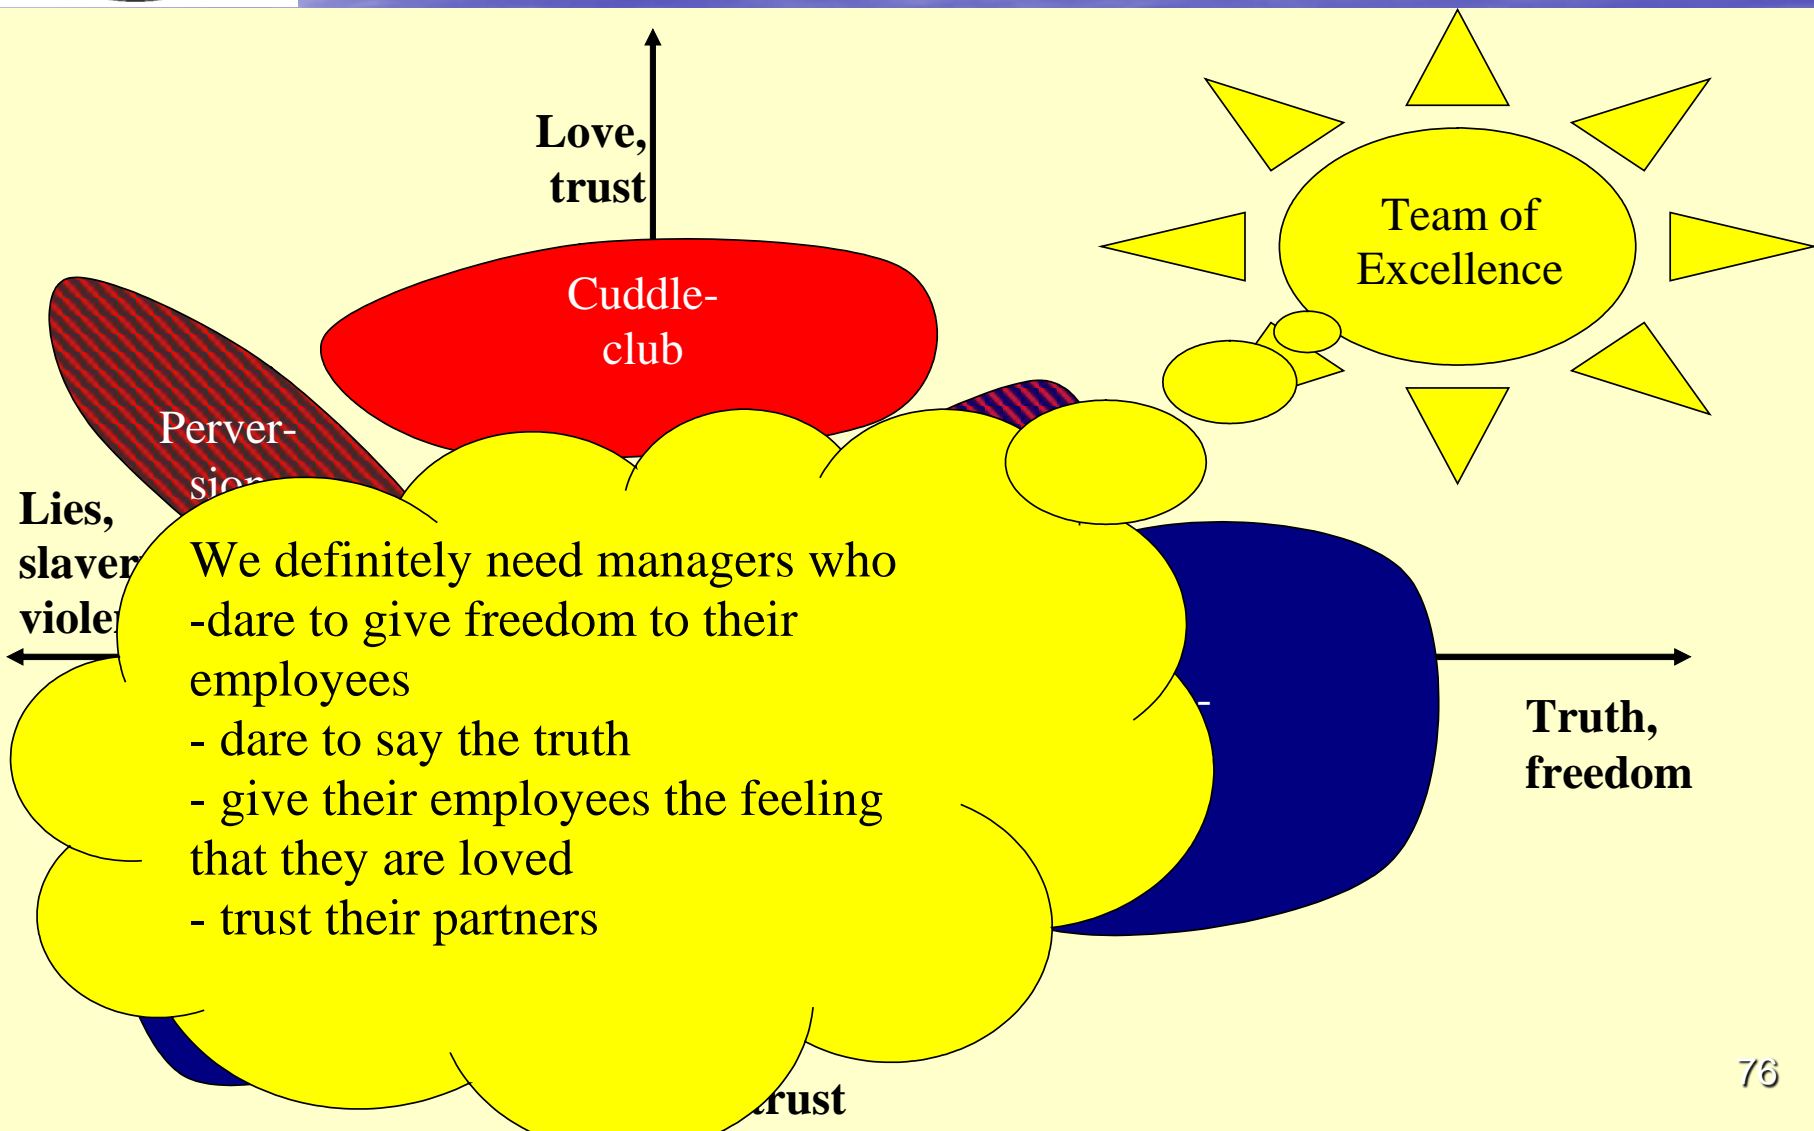 Love,
trust
Team of
Excellence
Cuddle-
club
Perver-
sion
Lies,
We definitely need managers who
-dare to give freedom to their
employees
- dare to say the truth
- give their employees the feeling
that they are loved
- trust their partners
Truth,
freedom
76